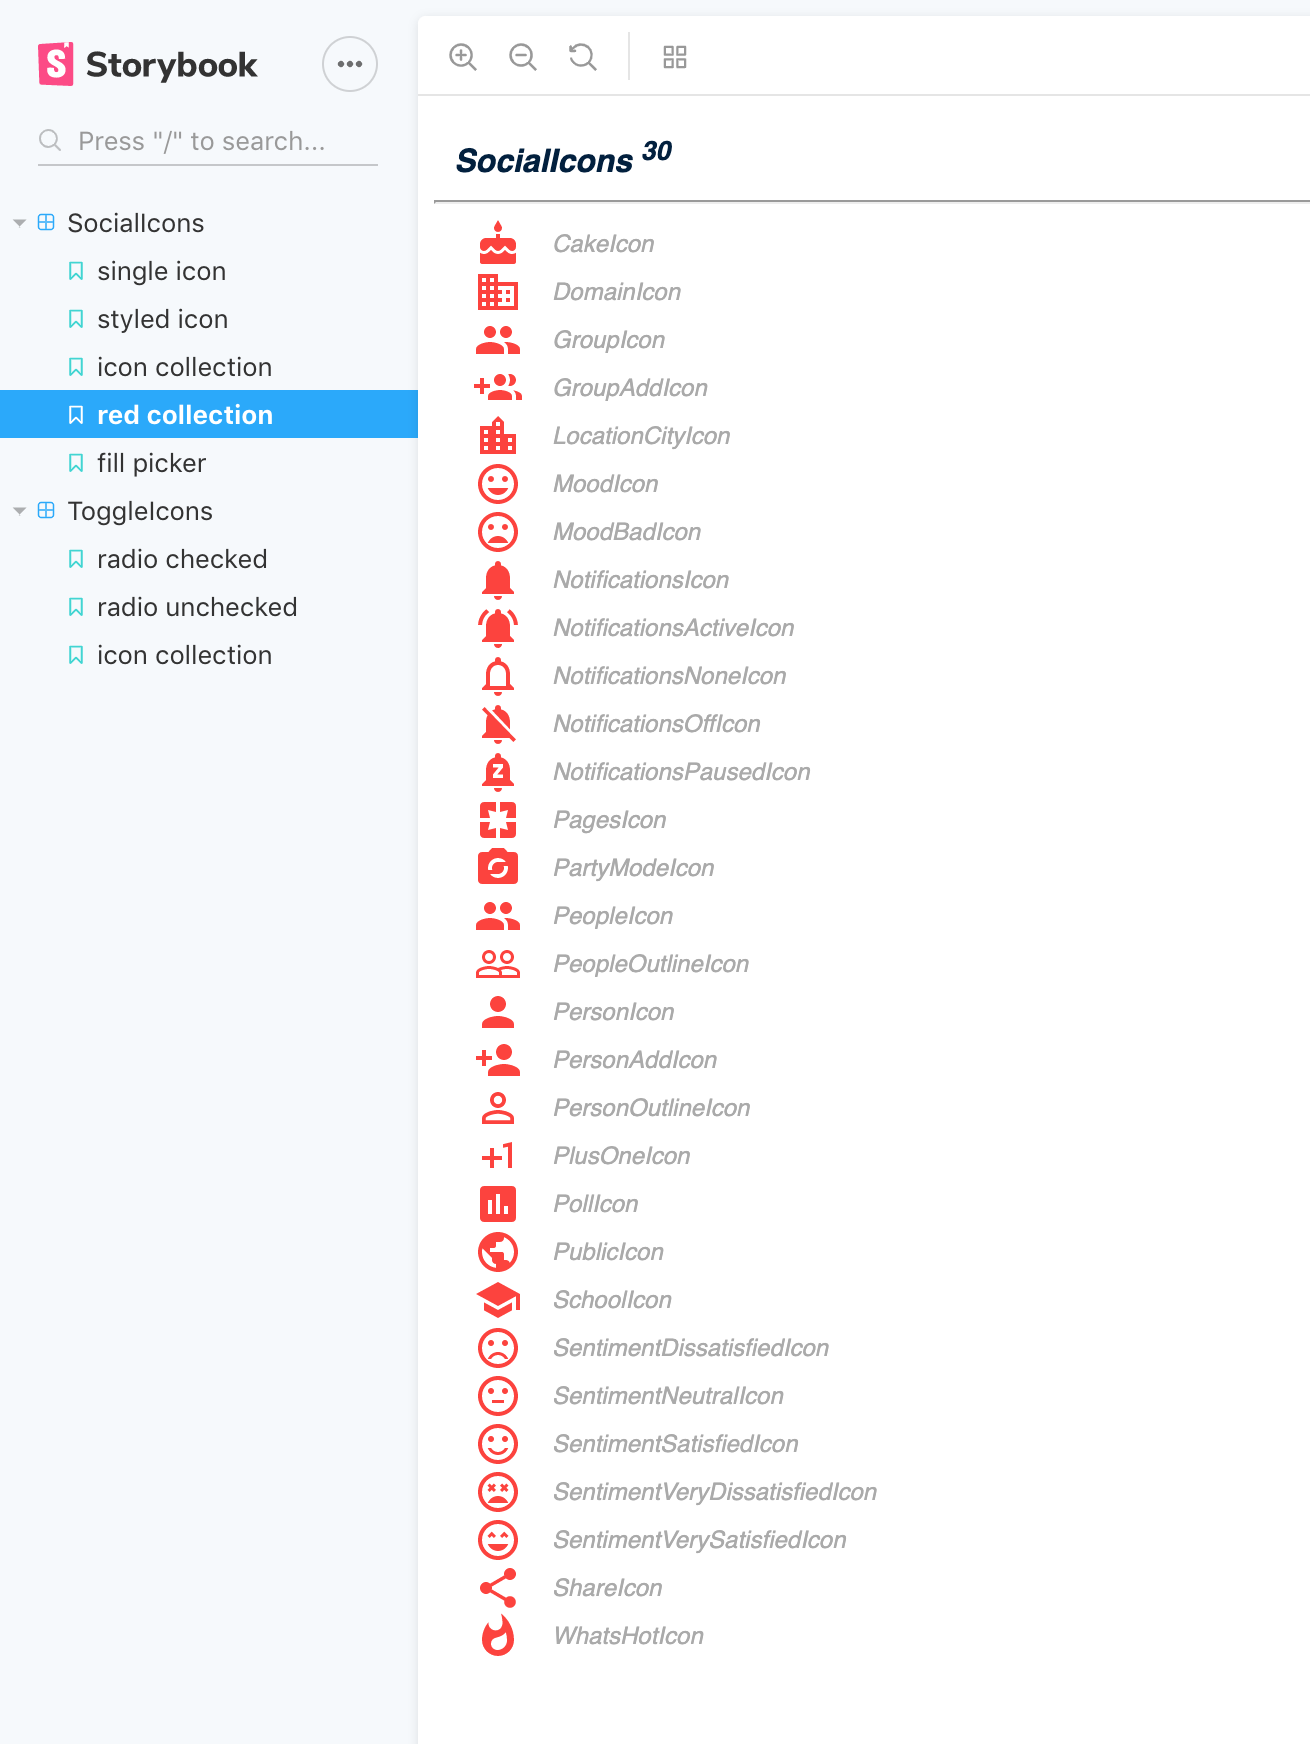 Storybook
Press "/" to search...
SocialIcons
single icon
styled icon
icon collection
red collection
fill picker
ToggleIcons
radio checked
radio unchecked
icon collection
SocialIcons 30
CakeIcon
DomainIcon
GroupIcon
GroupAddIcon
LocationCityIcon
MoodIcon
MoodBadIcon
NotificationsIcon
NotificationsActiveIcon
NotificationsNoneIcon
NotificationsOffIcon
NotificationsPausedIcon
PagesIcon
PartyModeIcon
PeopleIcon
PeopleOutlineIcon
PersonIcon
PersonAddIcon
PersonOutlineIcon
+1 PlusOneIcon
PollIcon
PublicIcon
SchoolIcon
SentimentDissatisfiedIcon
SentimentNeutralIcon
SentimentSatisfiedIcon
SentimentVeryDissatisfiedIcon
SentimentVerySatisfiedIcon
ShareIcon
WhatsHotIcon